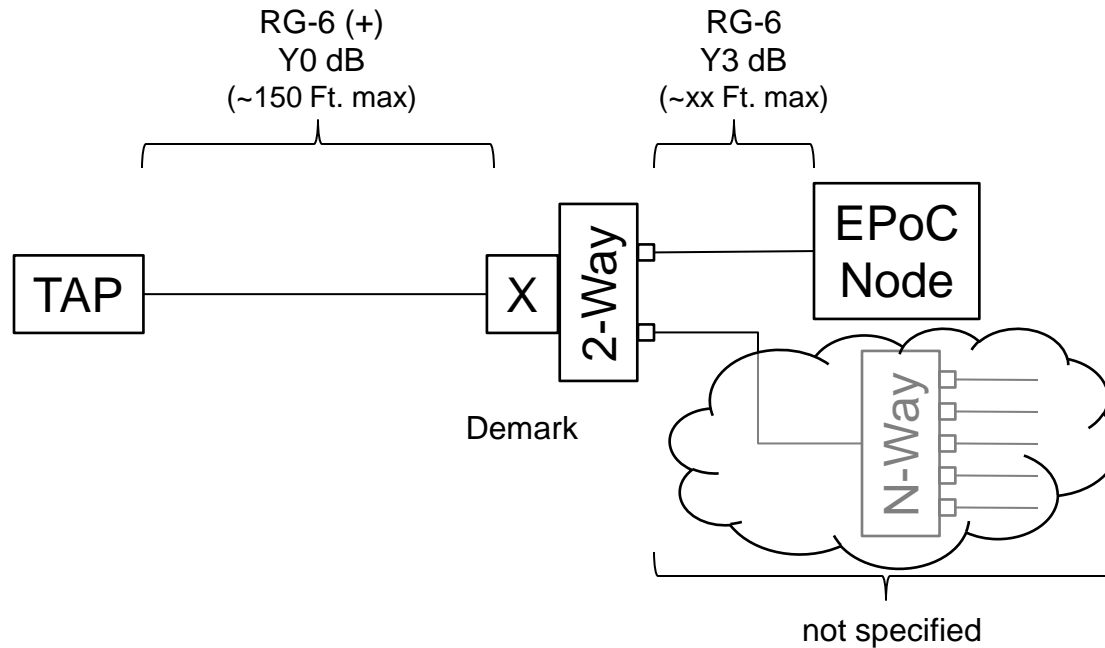 RG-6 (+)
Y0 dB
(~150 Ft. max)
RG-6
Y3 dB
(~xx Ft. max)
TAP
X
2-Way
EPoC
Node
Demark
N-Way
not specified